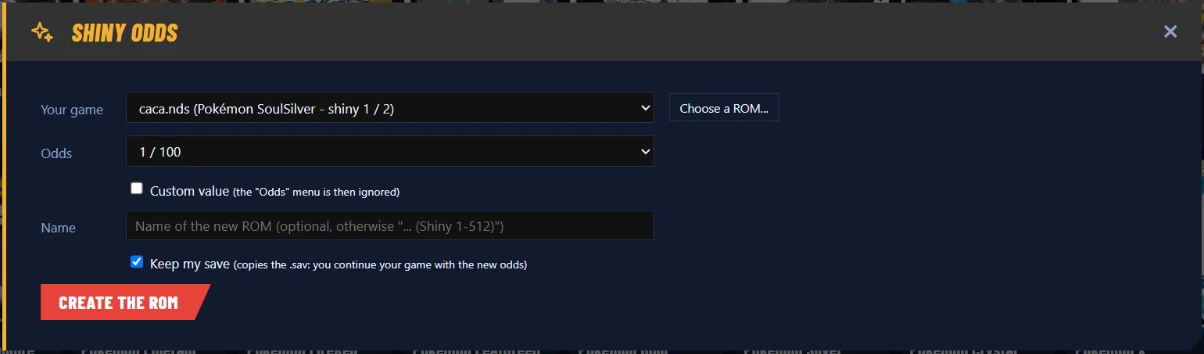 SHINY ODDS
Your game
caca.nds (Pokémon SoulSilver - shiny 1 / 2)
Choose a ROM...
Odds
1 / 100
Custom value (the "Odds" menu is then ignored)
Name
Name of the new ROM (optional, otherwise "... (Shiny 1-512)")
Keep my save (copies the .sav: you continue your game with the new odds)
CREATE THE ROM